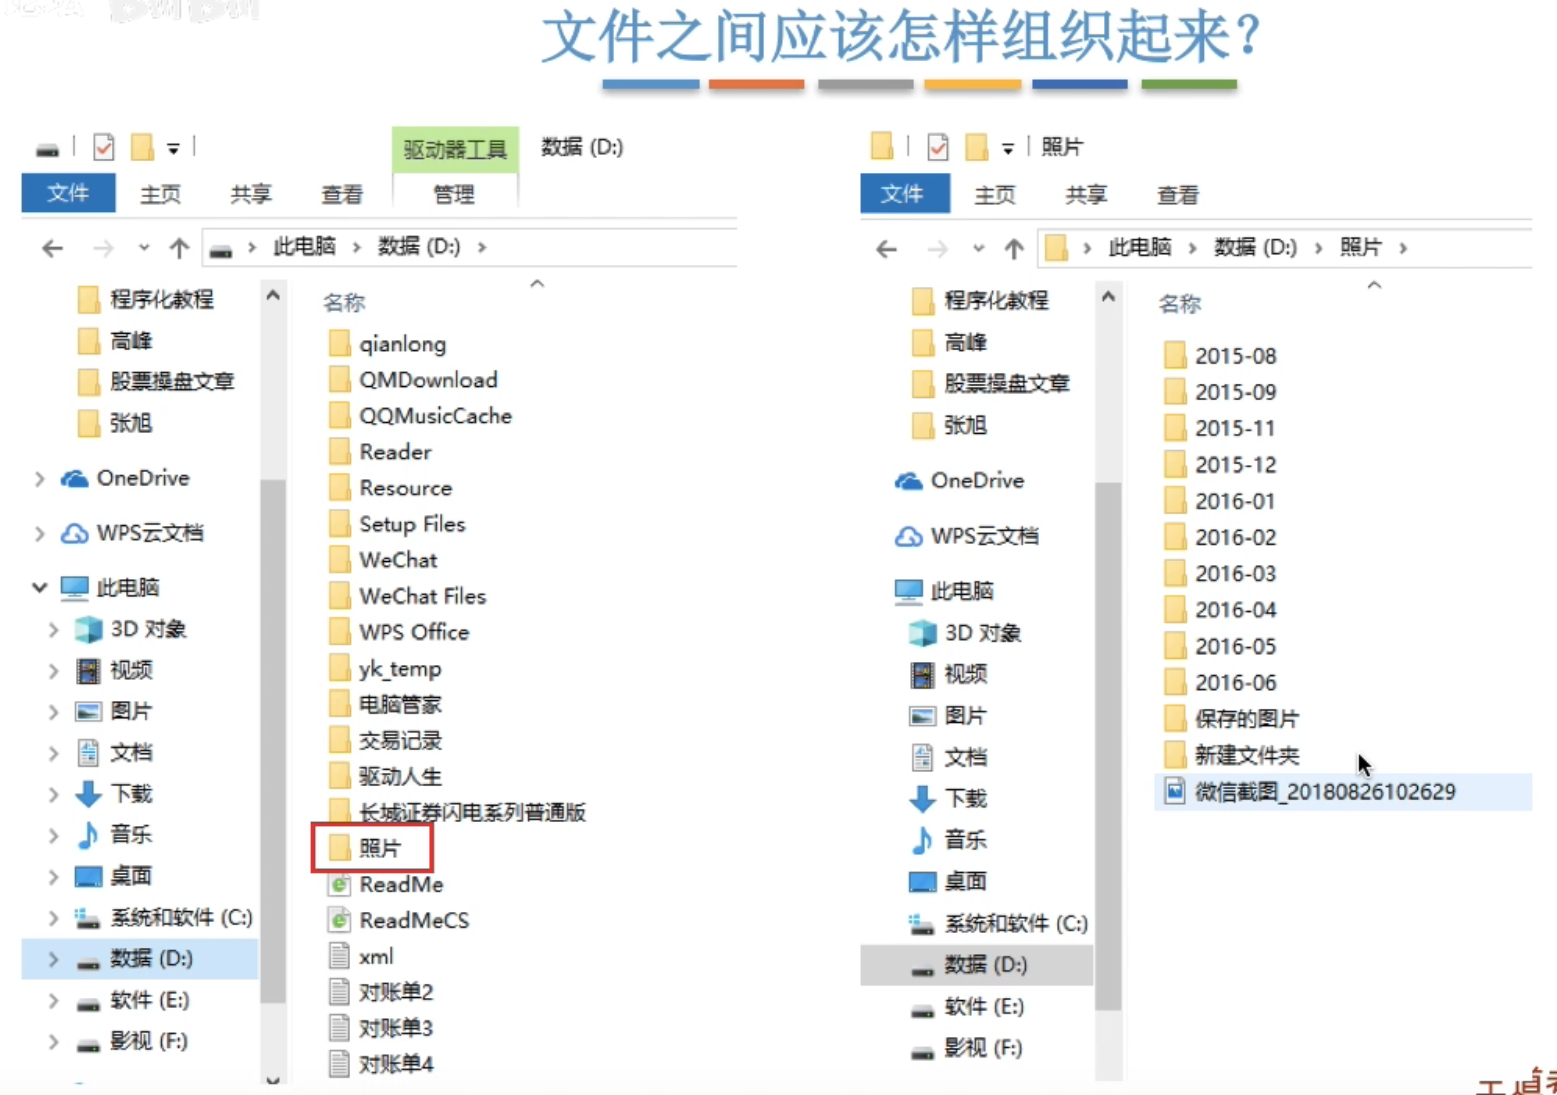 文件之间应该怎样组织起来？
驱动器工具
数据 (D:)
文件
主页
共享
查看
管理
此电脑
数据 (D:)
程序化教程
高峰
股票操盘文章
张旭
OneDrive
WPS云文档
此电脑
3D 对象
视频
图片
文档
下载
音乐
桌面
系统和软件 (C:)
数据 (D:)
软件 (E:)
影视 (F:)
名称
qianlong
QMDownload
QQMusicCache
Reader
Resource
Setup Files
WeChat
WeChat Files
WPS Office
yk_temp
电脑管家
交易记录
驱动人生
长城证券闪电系列普通版
照片
ReadMe
ReadMeCS
xml
对账单2
对账单3
对账单4
照片
文件
主页
共享
查看
此电脑
数据 (D:)
照片
程序化教程
高峰
股票操盘文章
张旭
OneDrive
WPS云文档
此电脑
3D 对象
视频
图片
文档
下载
音乐
桌面
系统和软件 (C:)
数据 (D:)
软件 (E:)
影视 (F:)
名称
2015-08
2015-09
2015-11
2015-12
2016-01
2016-02
2016-03
2016-04
2016-05
2016-06
保存的图片
新建文件夹
微信截图_20180826102629